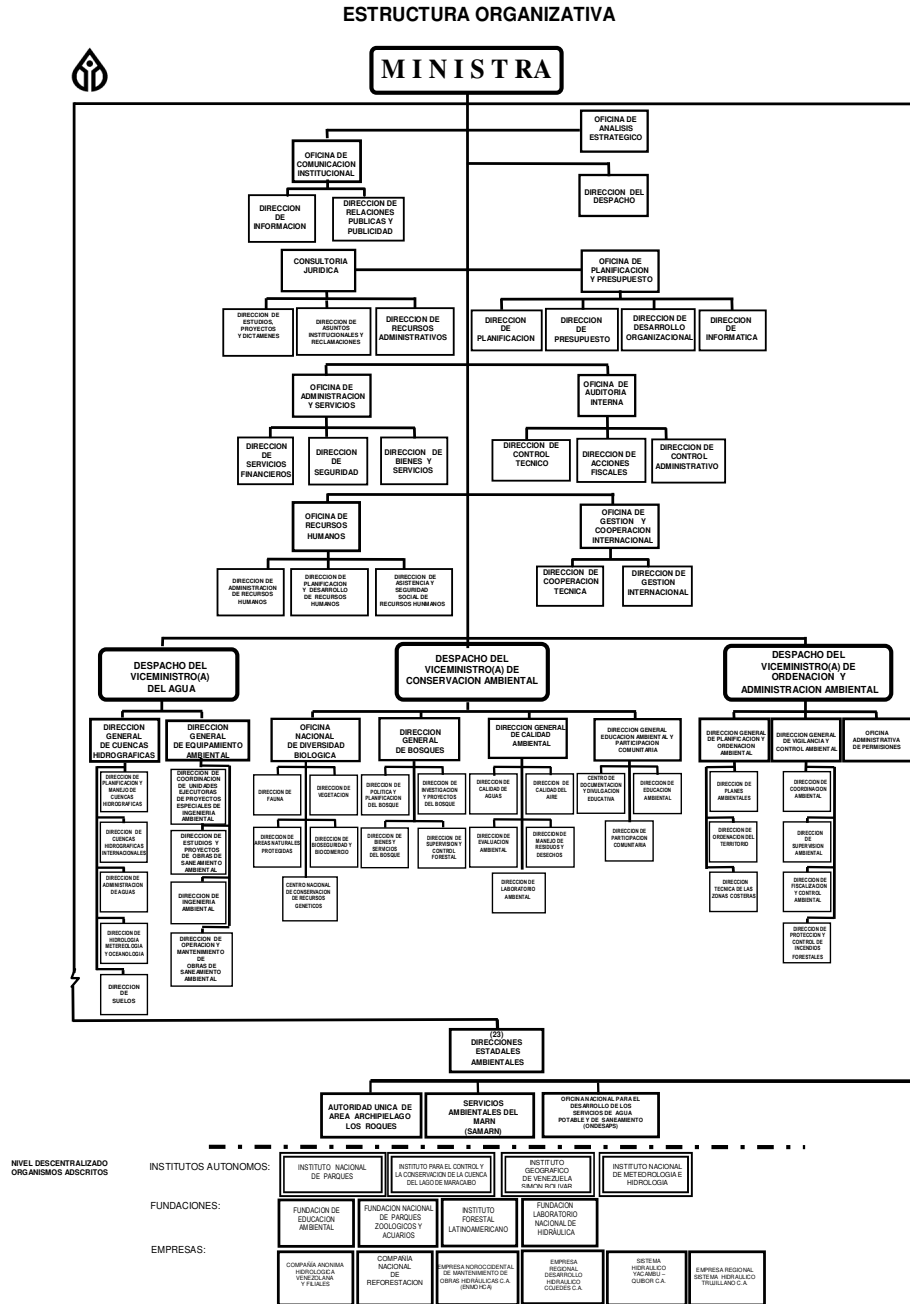 ESTRUCTURA ORGANIZATIVA
M I N I S T RA
OFICINA DE
ANALISIS
ESTRATEGICO
OFICINA DE
COMUNICACION
INSTITUCIONAL
DIRECCION DEL
DESPACHO
DIRECCION
DE
INFORMACION
DIRECCION DE
RELACIONES
PUBLICAS Y
PUBLICIDAD
CONSULTORIA
JURIDICA
OFICINA DE
PLANIFICACION
Y PRESUPUESTO
DIRECCION DE
ESTUDIOS,
PROYECTOS
Y DICTAMENES
DIRECCION DE
ASUNTOS
INSTITUCIONALES Y
RECLAMACIONES
DIRECCION DE
RECURSOS
ADMINISTRATIVOS
DIRECCION
DE
PLANIFICACION
DIRECCION
DE
PRESUPUESTO
DIRECCION DE
DESARROLLO
ORGANIZACIONAL
DIRECCION
DE
INFORMATICA
OFICINA DE
ADMINISTRACION
Y SERVICIOS
OFICINA DE
AUDITORIA
INTERNA
DIRECCION
DE
SERVICIOS
FINANCIEROS
DIRECCION
DE
SEGURIDAD
DIRECCION DE
BIENES Y
SERVICIOS
DIRECCION DE
CONTROL
TECNICO
DIRECCION DE
ACCIONES
FISCALES
DIRECCION DE
CONTROL
ADMINISTRATIVO
OFICINA DE
RECURSOS
HUMANOS
OFICINA DE
GESTION Y
COOPERACION
INTERNACIONAL
DIRECCION DE
ADMINISTRACION
DE RECURSOS
HUMANOS
DIRECCION DE
PLANIFICACION
Y DESARROLLO
DE RECURSOS
HUMANOS
DIRECCION DE
ASISTENCIA Y
SEGURIDAD
SOCIAL DE
RECURSOS HUNMANOS
DIRECCION DE
COOPERACION
TECNICA
DIRECCION DE
GESTION
INTERNACIONAL
DESPACHO DEL
VICEMINISTRO(A)
DEL AGUA
DESPACHO DEL
VICEMINISTRO(A) DE
CONSERVACION AMBIENTAL
DESPACHO DEL
VICEMINISTRO(A) DE
ORDENACION Y
ADMINISTRACION AMBIENTAL
DIRECCION
GENERAL
DE CUENCAS
HIDROGRAFICAS
DIRECCION
GENERAL
DE EQUIPAMIENTO
AMBIENTAL
OFICINA
NACIONAL
DE DIVERSIDAD
BIOLOGICA
DIRECCION
GENERAL
DE BOSQUES
DIRECCION GENERAL
DE CALIDAD
AMBIENTAL
DIRECCION GENERAL
EDUCACION AMBIENTAL Y
PARTICIPACION
COMUNITARIA
DIRECCION GENERAL
DE PLANIFICACION Y
ORDENACION
AMBIENTAL
DIRECCION GENERAL
DE VIGILANCIA Y
CONTROL AMBIENTAL
OFICINA
ADMINISTRATIVA
DE PERMISIONES
DIRECCION DE
PLANIFICACION Y
MANEJO DE
CUENCAS
HIDROGRAFICAS
DIRECCION DE
CUENCAS
HIDROGRAFICAS
INTERNACIONALES
DIRECCION DE
ADMINISTRACION
DE AGUAS
DIRECCION DE
HIDROLOGIA
METEREOLOGIA
Y OCEANOLOGIA
DIRECCION
DE
SUELOS
DIRECCION DE
COORDINACION
DE UNIDADES
EJECUTORAS
DE PROYECTOS
ESPECIALES DE
INGENIERIA
AMBIENTAL
DIRECCION DE
ESTUDIOS Y
PROYECTOS
DE OBRAS DE
SANEAMIENTO
AMBIENTAL
DIRECCION DE
INGENIERIA
AMBIENTAL
DIRECCION DE
OPERACION Y
MANTENIMIENTO
DE
OBRAS DE
SANEAMIENTO
AMBIENTAL
DIRECCION DE
FAUNA
DIRECCION DE
VEGETACION
DIRECCION DE
AREAS NATURALES
PROTEGIDAS
DIRECCION DE
BIOSEGURIDAD Y
BIOCOMERCIO
CENTRO NACIONAL
DE CONSERVACION
DE RECURSOS
GENETICOS
DIRECCION DE
POLITICA Y
PLANIFICACION
DEL BOSQUE
DIRECCION DE
INVESTIGACION Y
PROYECTOS
DEL BOSQUE
DIRECCION DE
BIENES Y
SERVICIOS
DEL BOSQUE
DIRECCION DE
SUPERVISION Y
CONTROL
FORESTAL
DIRECCION DE
CALIDAD DE
AGUAS
DIRECCION DE
CALIDAD DEL
AIRE
DIRECCION DE
EVALUACION
AMBIENTAL
DIRECCION DE
MANEJO DE
RESIDUOS Y
DESECHOS
DIRECCION DE
LABORATORIO
AMBIENTAL
CENTRO DE
DOCUMENTACION
Y DIVULGACION
EDUCATIVA
DIRECCION DE
EDUCACION
AMBIENTAL
DIRECCION DE
PARTICIPACION
COMUNITARIA
DIRECCION DE
PLANES
AMBIENTALES
DIRECCION DE
ORDENACION DEL
TERRITORIO
DIRECCION
TECNICA DE LAS
ZONAS COSTERAS
DIRECCION DE
COORDINACION
AMBIENTAL
DIRECCION
DE
SUPERVISION
AMBIENTAL
DIRECCION DE
FISCALIZACION
Y CONTROL
AMBIENTAL
DIRECCION DE
PROTECCION Y
CONTROL DE
INCENDIOS
FORESTALES
(23)
DIRECCIONES
ESTADALES
AMBIENTALES
AUTORIDAD UNICA DE
AREA ARCHIPIELAGO
LOS ROQUES
SERVICIOS
AMBIENTALES DEL
MARN
(SAMARN)
OFICINA NACIONAL PARA EL
DESARROLLO DE LOS
SERVICIOS DE AGUA
POTABLE Y DE SANEAMIENTO
(ONDESAPS)
NIVEL DESCENTRALIZADO
ORGANISMOS ADSCRITOS
INSTITUTOS AUTONOMOS:
INSTITUTO NACIONAL
DE PARQUES
INSTITUTO PARA EL CONTROL Y
LA CONSERVACION DE LA CUENCA
DEL LAGO DE MARACAIBO
INSTITUTO
GEOGRAFICO
DE VENEZUELA
SIMON BOLIVAR
INSTITUTO NACIONAL
DE METEOROLOGIA E
HIDROLOGIA
FUNDACIONES:
FUNDACION DE
EDUCACION
AMBIENTAL
FUNDACION NACIONAL
DE PARQUES
ZOOLOGICOS Y
ACUARIOS
INSTITUTO
FORESTAL
LATINOAMERICANO
FUNDACION
LABORATORIO
NACIONAL DE
HIDRÁULICA
EMPRESAS:
COMPAÑÍA ANONIMA
HIDROLOGICA
VENEZOLANA
Y FILIALES
COMPAÑÍA
NACIONAL
DE
REFORESTACION
EMPRESA NOROCCIDENTAL
DE MANTENIMIENTO DE
OBRAS HIDRÁULICAS C.A.
(ENMOHCA)
EMPRESA
REGIONAL
DESARROLLO
HIDRAULICO
COJEDES C.A.
SISTEMA
HIDRAULICO
YACAMBU –
QUIBOR C.A.
EMPRESA REGIONAL
SISTEMA HIDRAULICO
TRUJILLANO C.A.